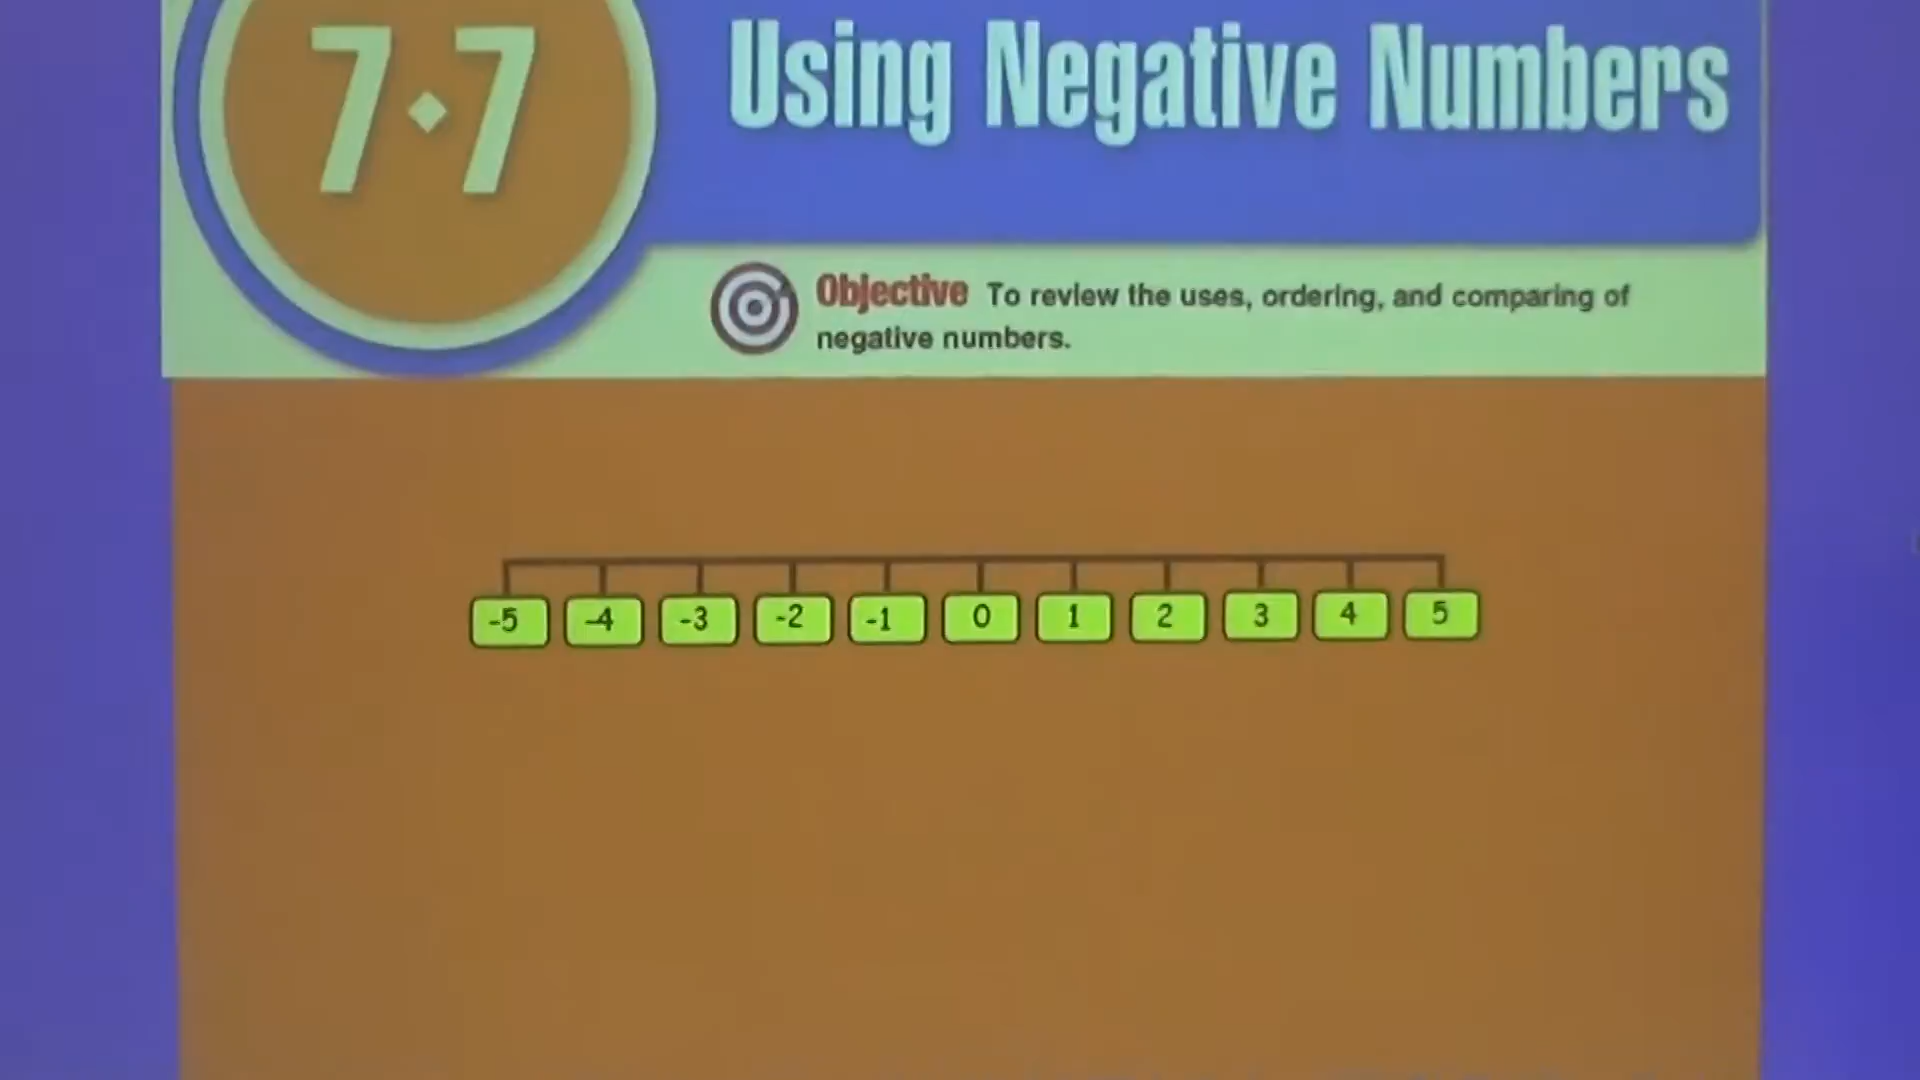 7·7
Using Negative Numbers
Objective To review the uses, ordering, and comparing of
negative numbers.
-5 -4 -3 -2 -1 0 1 2 3 4 5